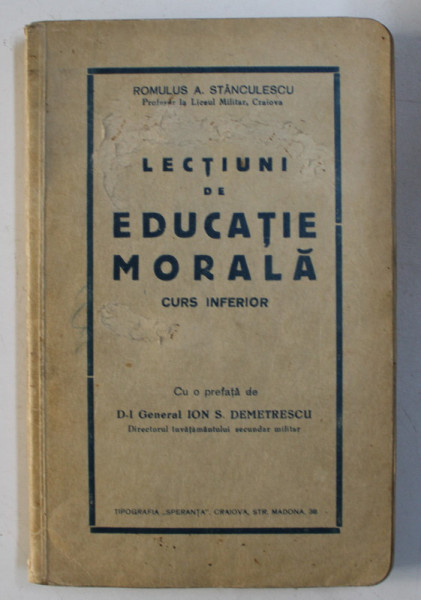 ROMULUS A. STÂNCULESCU
Profesor la Liceul Militar, Craiova
LECȚIUNI
DE
EDUCAȚIE
MORALĂ
CURS INFERIOR
Cu o prefață de
D-l General ION S. DEMETRESCU
Directorul învățământului secundar militar
TIPOGRAFIA „SPERANȚA”, CRAIOVA, STR. MADONA, 38